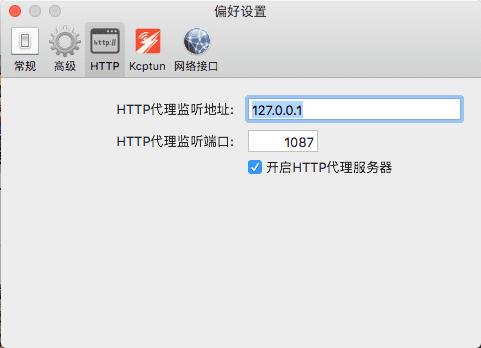 偏好设置
http://
常规
高级
HTTP
Kcptun
网络接口
HTTP代理监听地址:
127.0.0.1
HTTP代理监听端口:
1087
开启HTTP代理服务器